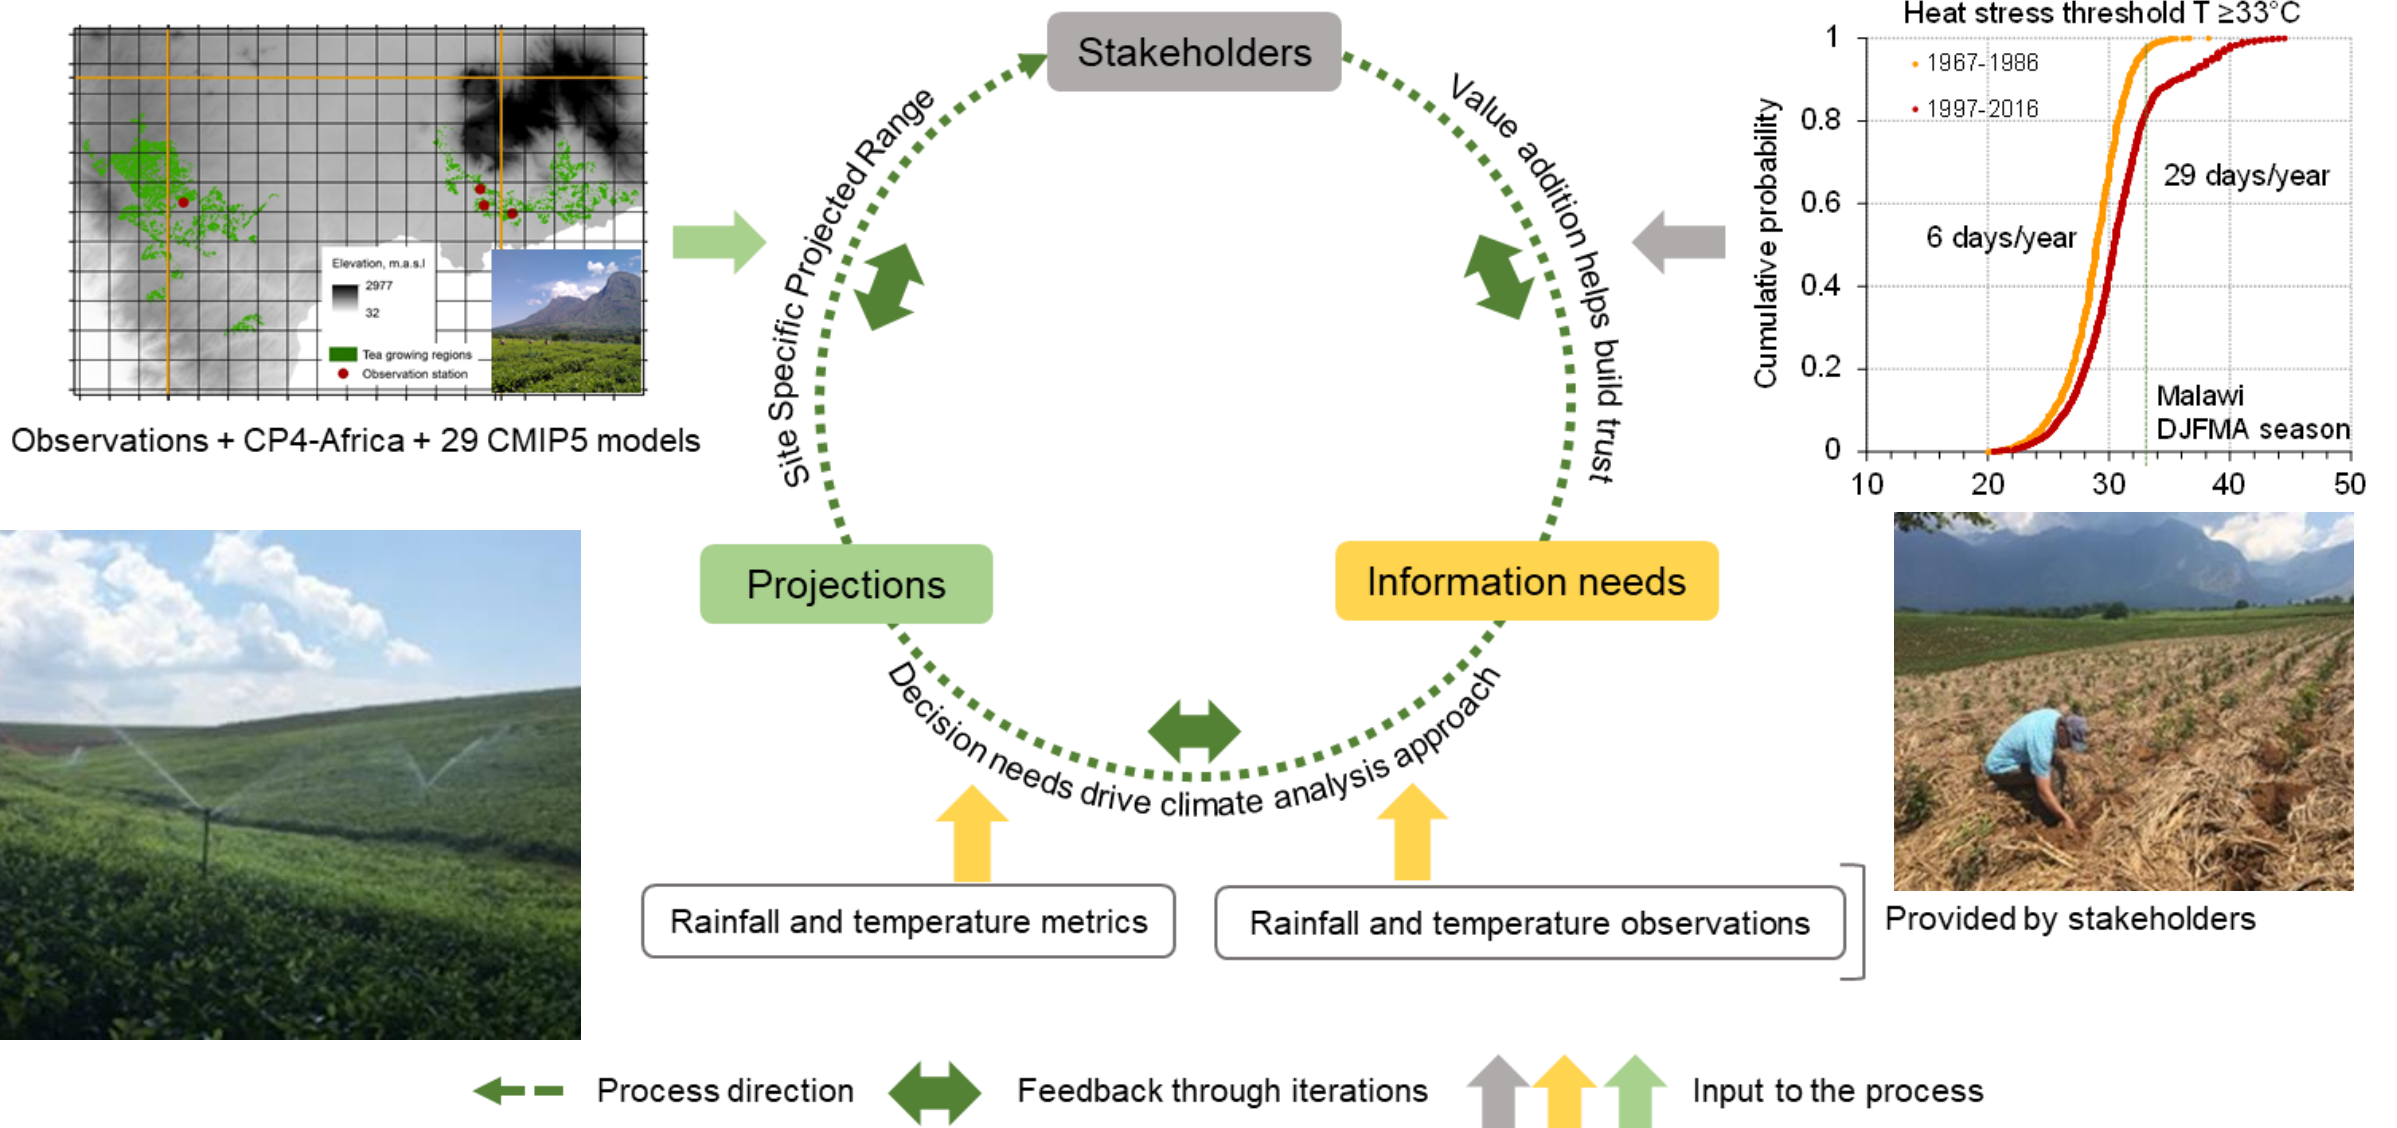 Elevation, m.a.s.l
2977
32
Tea growing regions
Observation station
Observations + CP4-Africa + 29 CMIP5 models
Stakeholders
Site Specific Projected Range
Value addition helps build trust
Heat stress threshold T ≥33°C
Cumulative probability
1
0.8
0.6
0.4
0.2
0
1967-1986
1997-2016
29 days/year
6 days/year
Malawi
DJFMA season
10 20 30 40 50
Projections
Information needs
Decision needs drive climate analysis approach
Rainfall and temperature metrics
Rainfall and temperature observations
Provided by stakeholders
Process direction
Feedback through iterations
Input to the process